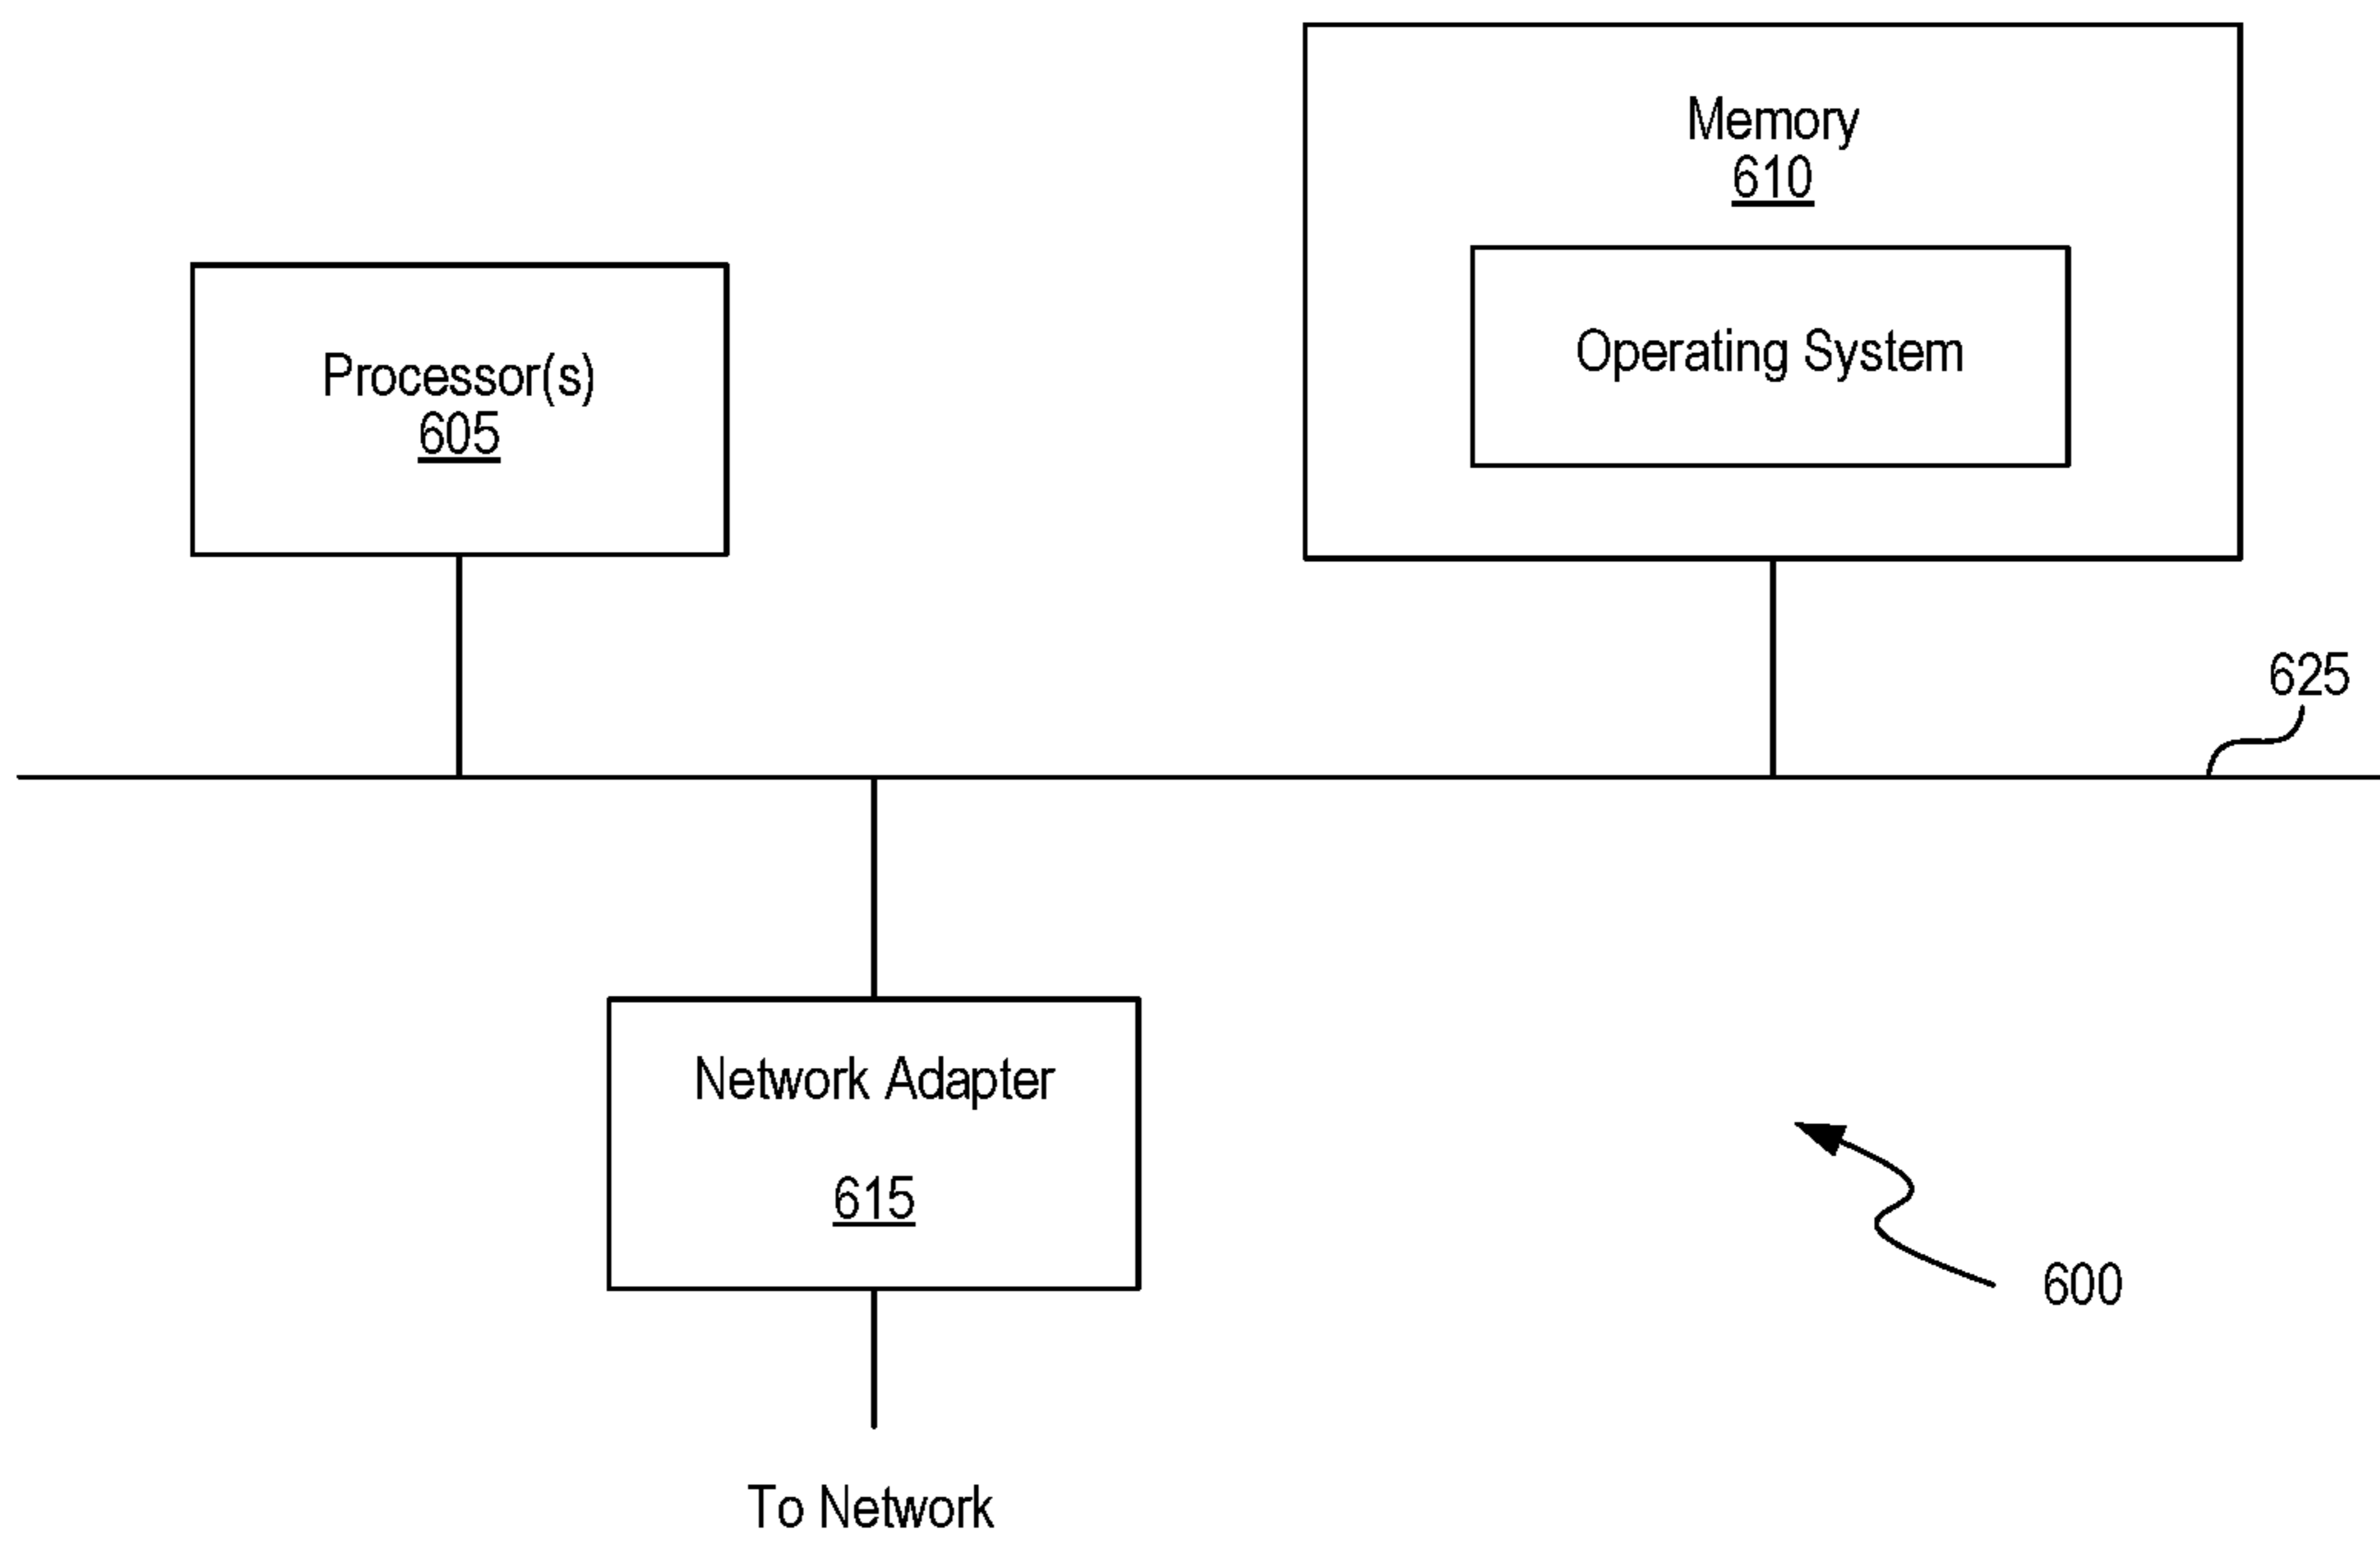 Memory
610
Operating System
Processor(s)
605
625
Network Adapter
615
600
To Network